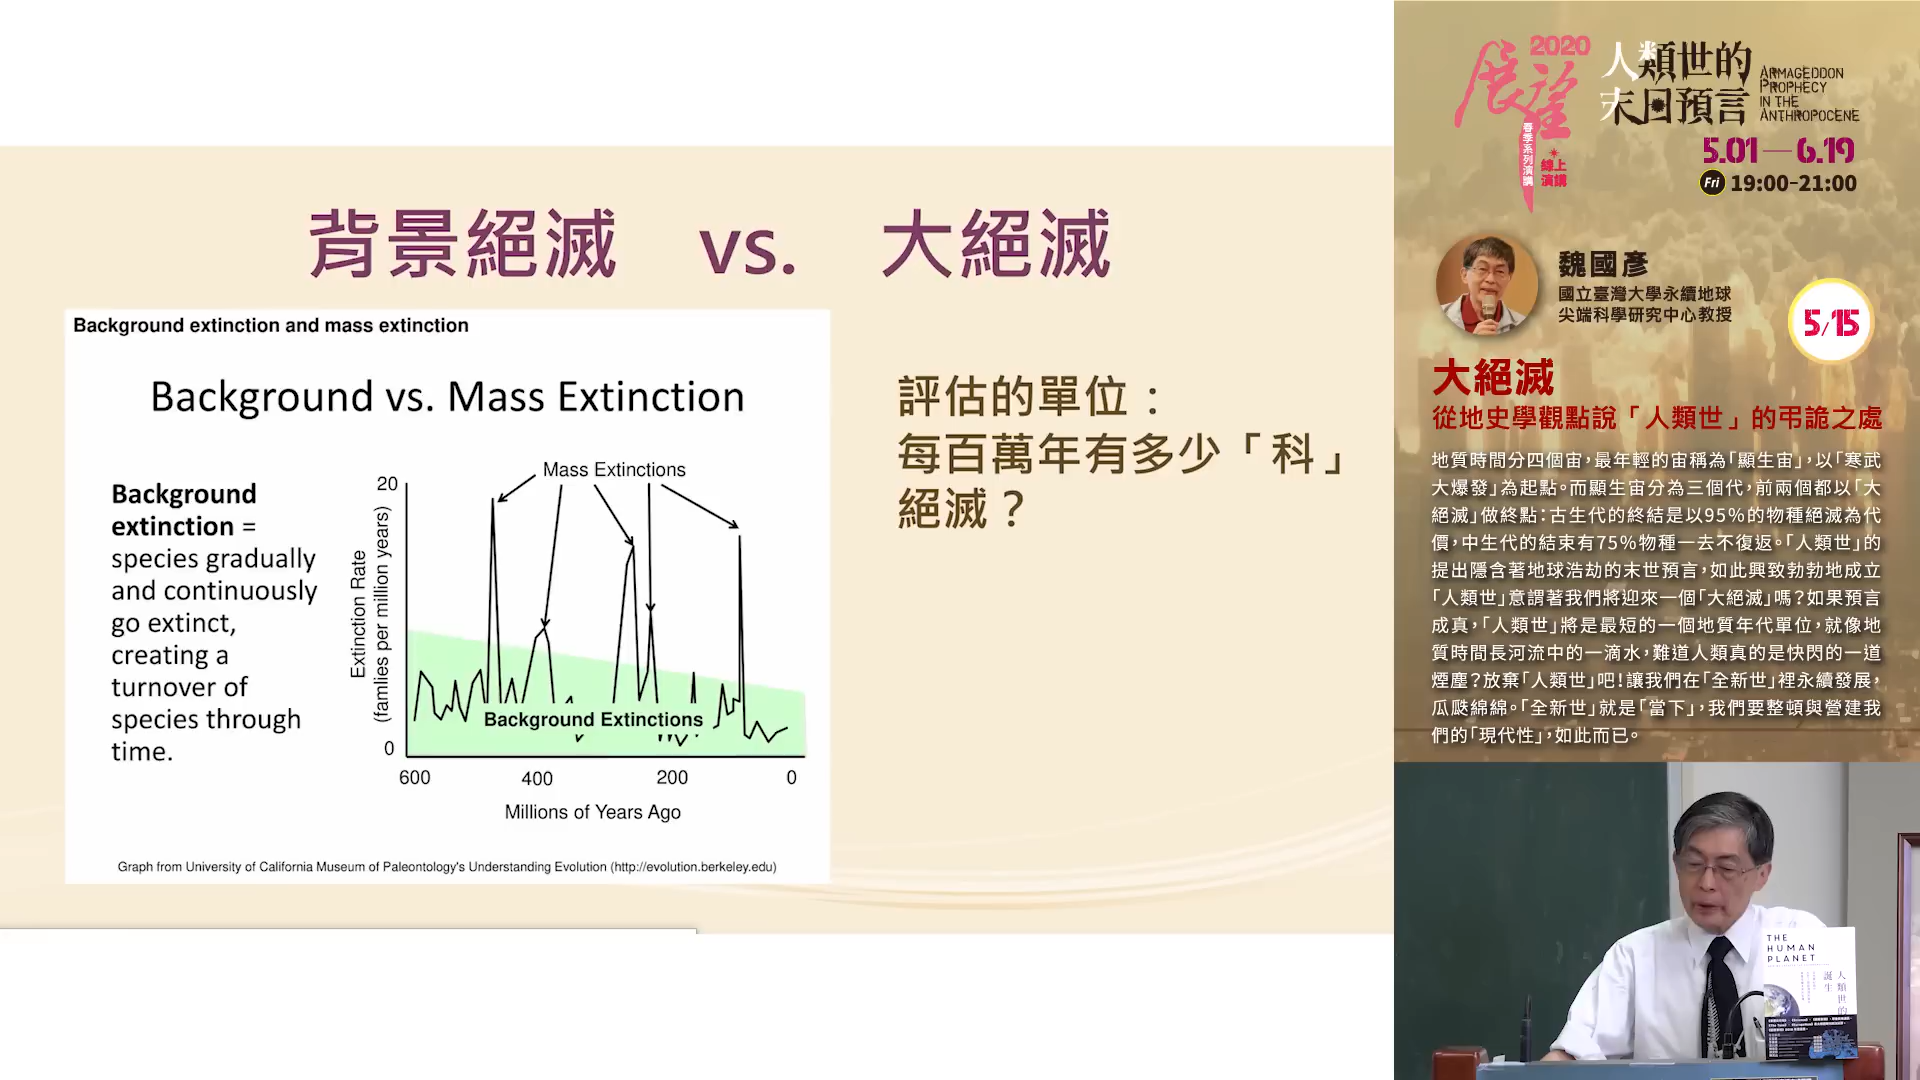 背景絕滅 vs. 大絕滅
Background extinction and mass extinction
Background vs. Mass Extinction
Background
extinction =
species gradually
and continuously
go extinct,
creating a
turnover of
species through
time.
Mass Extinctions
20
Extinction Rate
(families per million years)
Background Extinctions
0
600
400
200
0
Millions of Years Ago
Graph from University of California Museum of Paleontology's Understanding Evolution (http://evolution.berkeley.edu)
評估的單位：
每百萬年有多少「科」
絕滅？
2020
展望
春季系列演講
線上
演講
人類世的
末日預言
ARMAGEDDON
PROPHECY
IN THE
ANTHROPOCENE
5.01—6.19
Fri 19:00-21:00
魏國彥
國立臺灣大學永續地球
尖端科學研究中心教授
5/15
大絕滅
從地史學觀點說「人類世」的弔詭之處
地質時間分四個宙，最年輕的宙稱為「顯生宙」，以「寒武
大爆發」為起點。而顯生宙分為三個代，前兩個都以「大
絕滅」做終點：古生代的終結是以95%的物種絕滅為代
價，中生代的結束有75%物種一去不復返。「人類世」的
提出隱含著地球浩劫的末世預言，如此興致勃勃地成立
「人類世」意謂著我們將迎來一個「大絕滅」嗎？如果預言
成真，「人類世」將是最短的一個地質年代單位，就像地
質時間長河流中的一滴水，難道人類真的是快閃的一道
煙塵？放棄「人類世」吧！讓我們在「全新世」裡永續發展，
瓜瓞綿綿。「全新世」就是「當下」，我們要整頓與營建我
們的「現代性」，如此而已。
THE
HUMAN
PLANET
人類世的
誕生